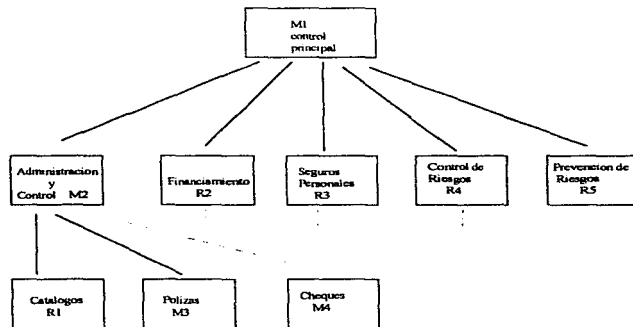 M1
control
principal
Administracion
y
Control M2
Financiamiento
R2
Seguros
Personales
R3
Control de
Riesgos
R4
Prevencion de
Riesgos
R5
Catalogos
R1
Polizas
M3
Cheques
M4